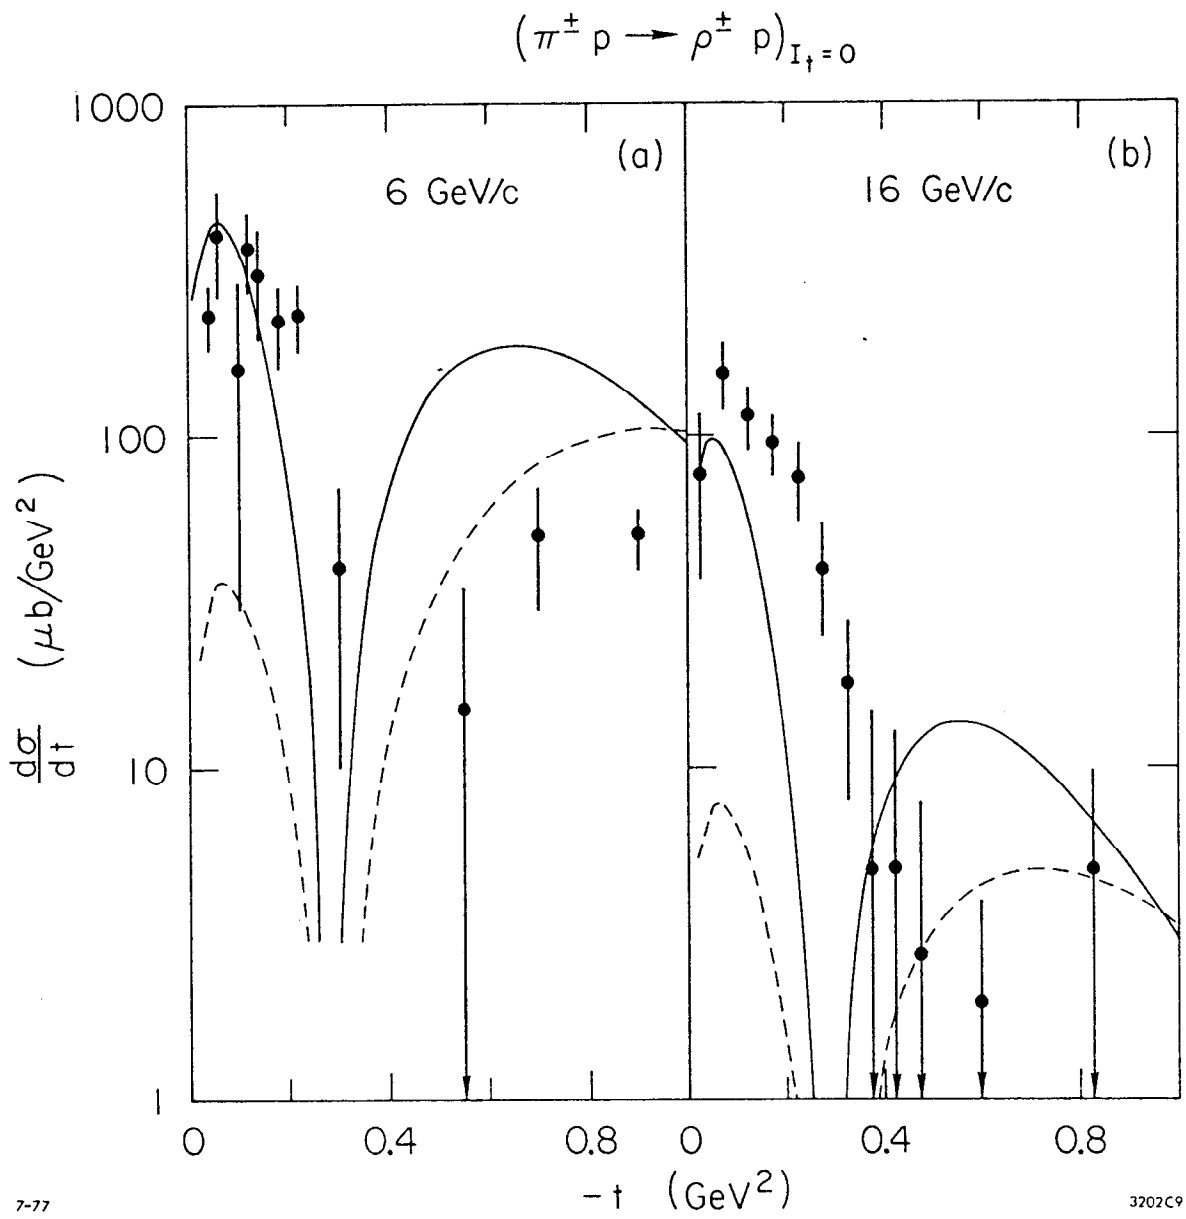 (π± p → ρ± p) I_t = 0
(a) (b)
6 GeV/c 16 GeV/c
1000
100
10
1
dσ/dt (μb/GeV²)
0 0.4 0.8 0 0.4 0.8
-t (GeV²)
7-77 3202C9